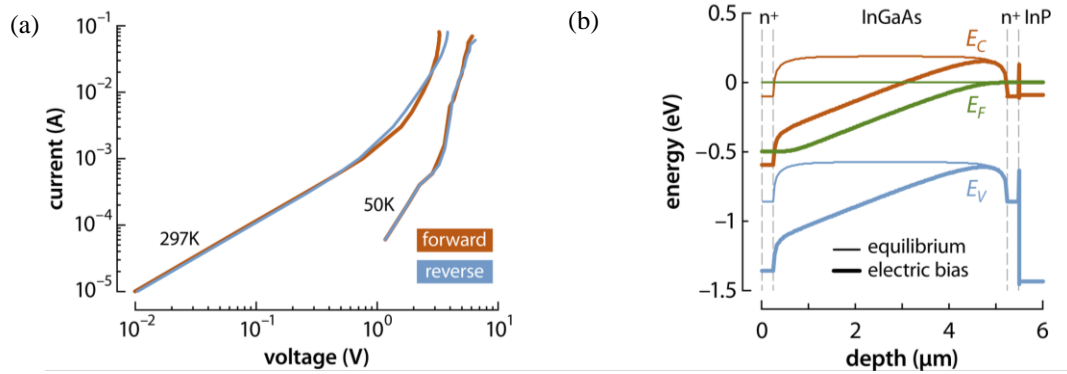 (a)
10⁻¹
10⁻²
10⁻³
10⁻⁴
10⁻⁵
current (A)
297K
50K
forward
reverse
10⁻²
10⁻¹
10⁰
10¹
voltage (V)
(b)
n⁺
InGaAs
n⁺ InP
0.5
0
−0.5
−1
−1.5
energy (eV)
E_C
E_F
E_V
equilibrium
electric bias
0
2
4
6
depth (μm)